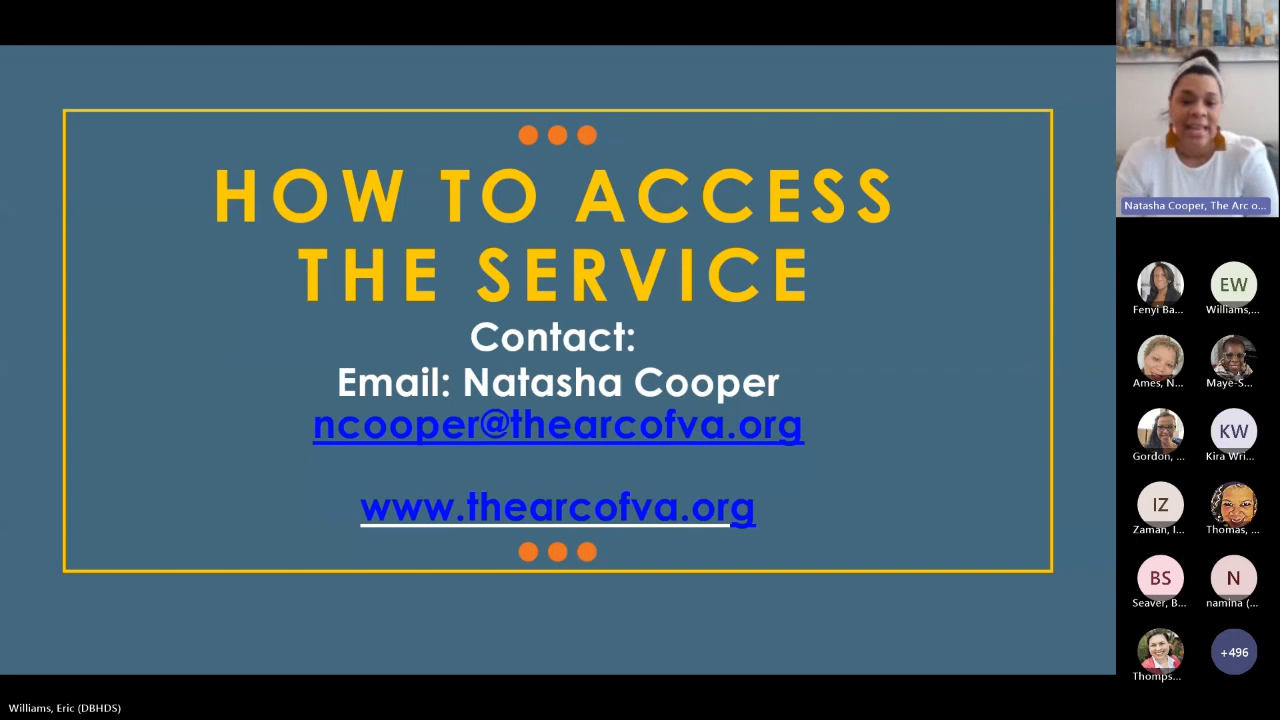 HOW TO ACCESS
THE SERVICE
Contact:
Email: Natasha Cooper
ncooper@thearcofva.org
www.thearcofva.org
Natasha Cooper, The Arc o...
Fenyi Ba...
EW
Williams,...
Ames, N...
Maye-S...
Gordon, ...
KW
Kira Wri...
IZ
Zaman, I...
Thomas, ...
BS
Seaver, B...
N
namina (...
Thomps...
+496
Williams, Eric (DBHDS)